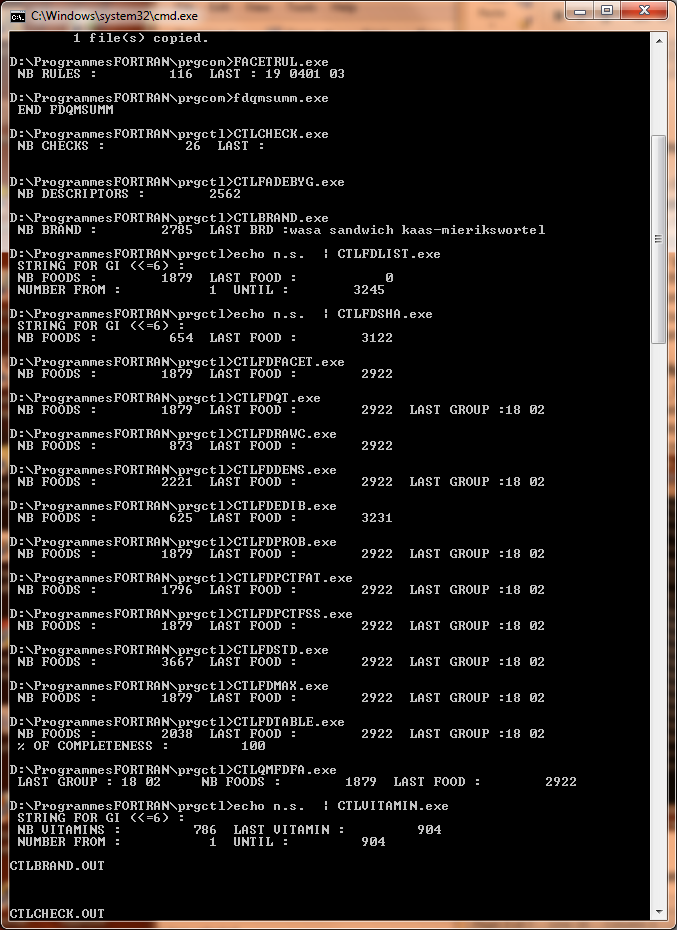 C:\Windows\system32\cmd.exe
1 file(s) copied.
D:\ProgrammesFORTRAN\prgcom>FACETRUL.exe
NB RULES : 116 LAST : 19 0401 03
D:\ProgrammesFORTRAN\prgcom>fdqmsumm.exe
END FDQMSUMM
D:\ProgrammesFORTRAN\prgctl>CTLCHECK.exe
NB CHECKS : 26 LAST :
D:\ProgrammesFORTRAN\prgctl>CTLFADEBYG.exe
NB DESCRIPTORS : 2562
D:\ProgrammesFORTRAN\prgctl>CTLBRAND.exe
NB BRAND : 2785 LAST BRD :wasa sandwich kaas-mierikswortel
D:\ProgrammesFORTRAN\prgctl>echo n.s. | CTLFDLIST.exe
STRING FOR GI (<=6) :
NB FOODS : 1879 LAST FOOD : 0
NUMBER FROM : 1 UNTIL : 3245
D:\ProgrammesFORTRAN\prgctl>echo n.s. | CTLFDSHA.exe
STRING FOR GI (<=6) :
NB FOODS : 654 LAST FOOD : 3122
D:\ProgrammesFORTRAN\prgctl>CTLFDFACET.exe
NB FOODS : 1879 LAST FOOD : 2922
D:\ProgrammesFORTRAN\prgctl>CTLFDQT.exe
NB FOODS : 1879 LAST FOOD : 2922 LAST GROUP :18 02
D:\ProgrammesFORTRAN\prgctl>CTLFDRAWC.exe
NB FOODS : 873 LAST FOOD : 2922
D:\ProgrammesFORTRAN\prgctl>CTLFDDENS.exe
NB FOODS : 2221 LAST FOOD : 2922 LAST GROUP :18 02
D:\ProgrammesFORTRAN\prgctl>CTLFDEDIB.exe
NB FOODS : 625 LAST FOOD : 3231
D:\ProgrammesFORTRAN\prgctl>CTLFDPROB.exe
NB FOODS : 1879 LAST FOOD : 2922 LAST GROUP :18 02
D:\ProgrammesFORTRAN\prgctl>CTLFDPCTFAT.exe
NB FOODS : 1796 LAST FOOD : 2922 LAST GROUP :18 02
D:\ProgrammesFORTRAN\prgctl>CTLFDPCTFSS.exe
NB FOODS : 1879 LAST FOOD : 2922 LAST GROUP :18 02
D:\ProgrammesFORTRAN\prgctl>CTLFDSTD.exe
NB FOODS : 3667 LAST FOOD : 2922 LAST GROUP :18 02
D:\ProgrammesFORTRAN\prgctl>CTLFDMAX.exe
NB FOODS : 1879 LAST FOOD : 2922 LAST GROUP :18 02
D:\ProgrammesFORTRAN\prgctl>CTLFDTABLE.exe
NB FOODS : 2038 LAST FOOD : 2922 LAST GROUP :18 02
% OF COMPLETENESS : 100
D:\ProgrammesFORTRAN\prgctl>CTLQMFDFA.exe
LAST GROUP : 18 02 NB FOODS : 1879 LAST FOOD : 2922
D:\ProgrammesFORTRAN\prgctl>echo n.s. | CTLVITAMIN.exe
STRING FOR GI (<=6) :
NB VITAMINS : 786 LAST VITAMIN : 904
NUMBER FROM : 1 UNTIL : 904
CTLBRAND.OUT
CTLCHECK.OUT